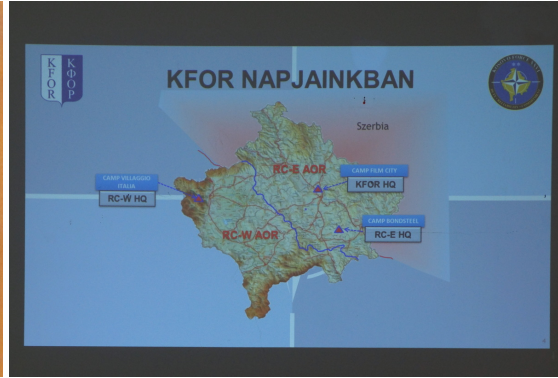 KFOR
КФОР
KFOR NAPJAINKBAN
Szerbia
RC-E AOR
CAMP FILM CITY
KFOR HQ
CAMP VILLAGGIO
ITALIA
RC-W HQ
CAMP BONDSTEEL
RC-E HQ
RC-W AOR